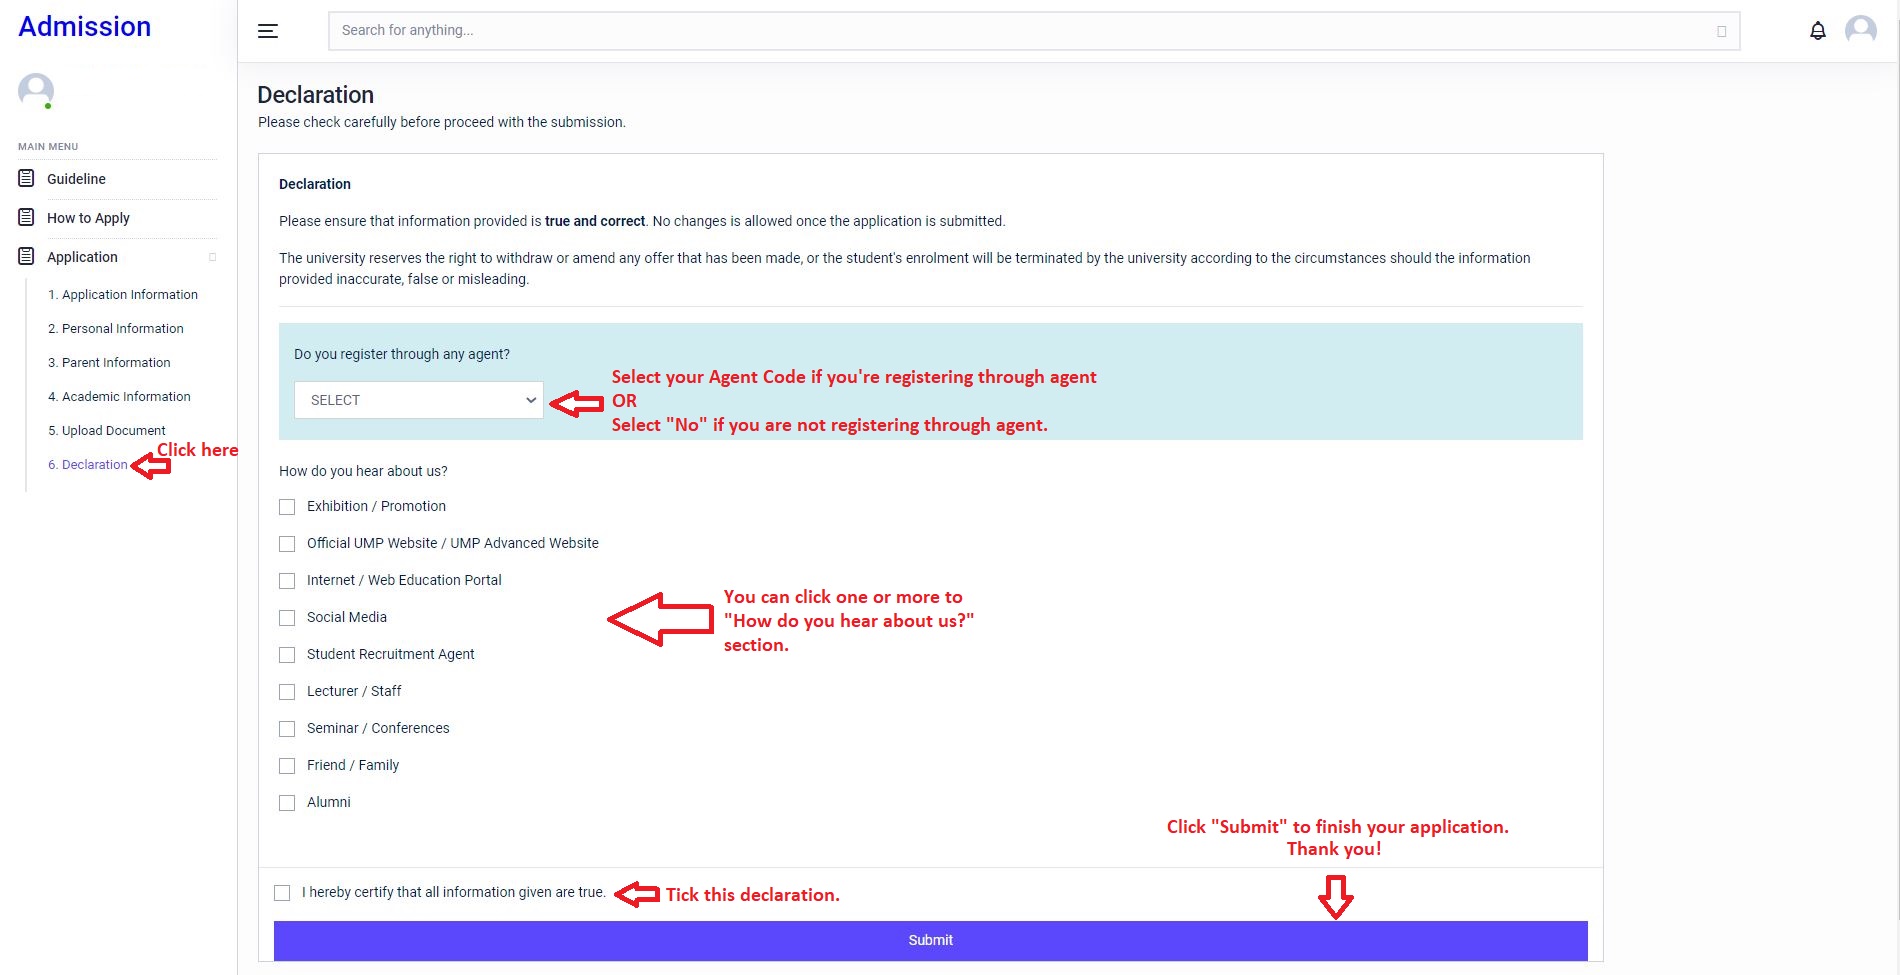 Admission
Search for anything...
MAIN MENU
Guideline
How to Apply
Application
1. Application Information
2. Personal Information
3. Parent Information
4. Academic Information
5. Upload Document
6. Declaration
Click here
Declaration
Please check carefully before proceed with the submission.
Declaration
Please ensure that information provided is true and correct. No changes is allowed once the application is submitted.
The university reserves the right to withdraw or amend any offer that has been made, or the student's enrolment will be terminated by the university according to the circumstances should the information
provided inaccurate, false or misleading.
Do you register through any agent?
SELECT
Select your Agent Code if you're registering through agent
OR
Select "No" if you are not registering through agent.
How do you hear about us?
Exhibition / Promotion
Official UMP Website / UMP Advanced Website
Internet / Web Education Portal
Social Media
Student Recruitment Agent
Lecturer / Staff
Seminar / Conferences
Friend / Family
Alumni
You can click one or more to
"How do you hear about us?"
section.
Click "Submit" to finish your application.
Thank you!
I hereby certify that all information given are true.
Tick this declaration.
Submit